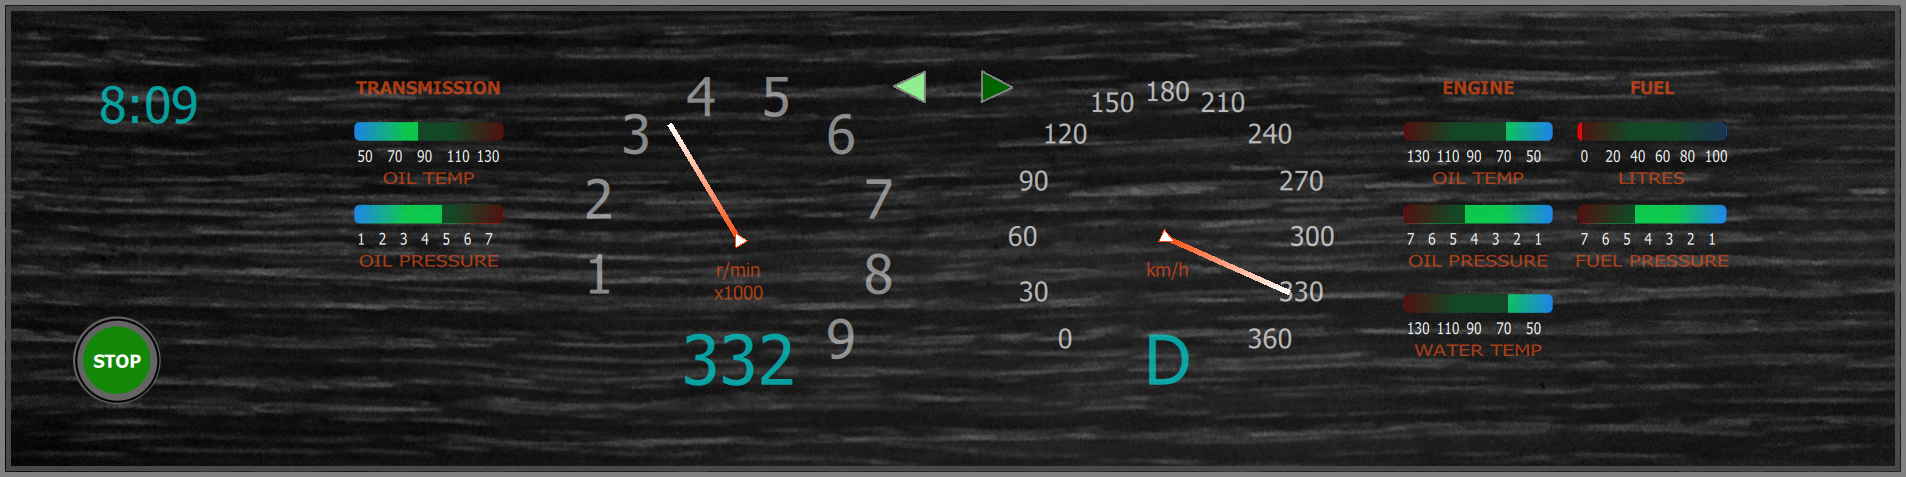 8:09
STOP
TRANSMISSION
50 70 90 110 130
OIL TEMP
1 2 3 4 5 6 7
OIL PRESSURE
1
2
3
4
5
6
7
8
9
r/min
x1000
332
0
30
60
90
120
150
180
210
240
270
300
330
360
km/h
D
ENGINE
130 110 90 70 50
OIL TEMP
7 6 5 4 3 2 1
OIL PRESSURE
130 110 90 70 50
WATER TEMP
FUEL
0 20 40 60 80 100
LITRES
7 6 5 4 3 2 1
FUEL PRESSURE